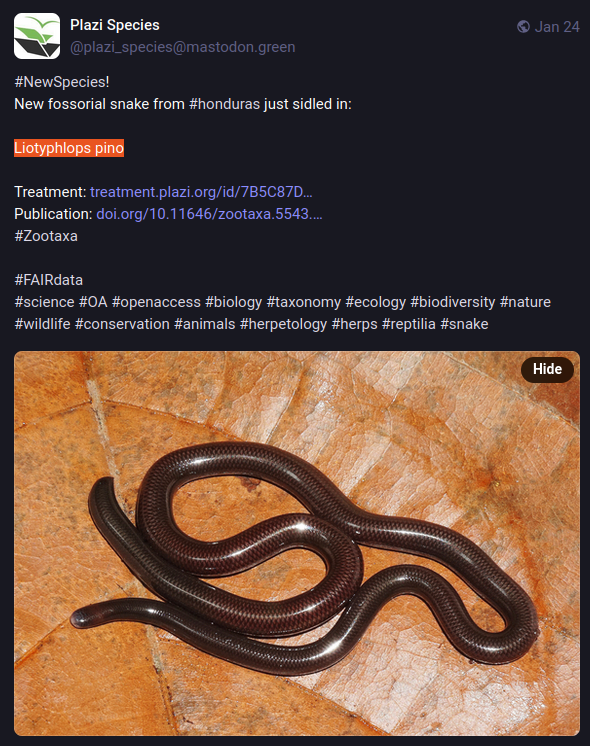 Plazi Species
Jan 24
@plazi_species@mastodon.green
#NewSpecies!
New fossorial snake from #honduras just sidled in:
Liotyphlops pino
Treatment: treatment.plazi.org/id/7B5C87D…
Publication: doi.org/10.11646/zootaxa.5543.…
#Zootaxa
#FAIRdata
#science #OA #openaccess #biology #taxonomy #ecology #biodiversity #nature
#wildlife #conservation #animals #herpetology #herps #reptilia #snake
Hide